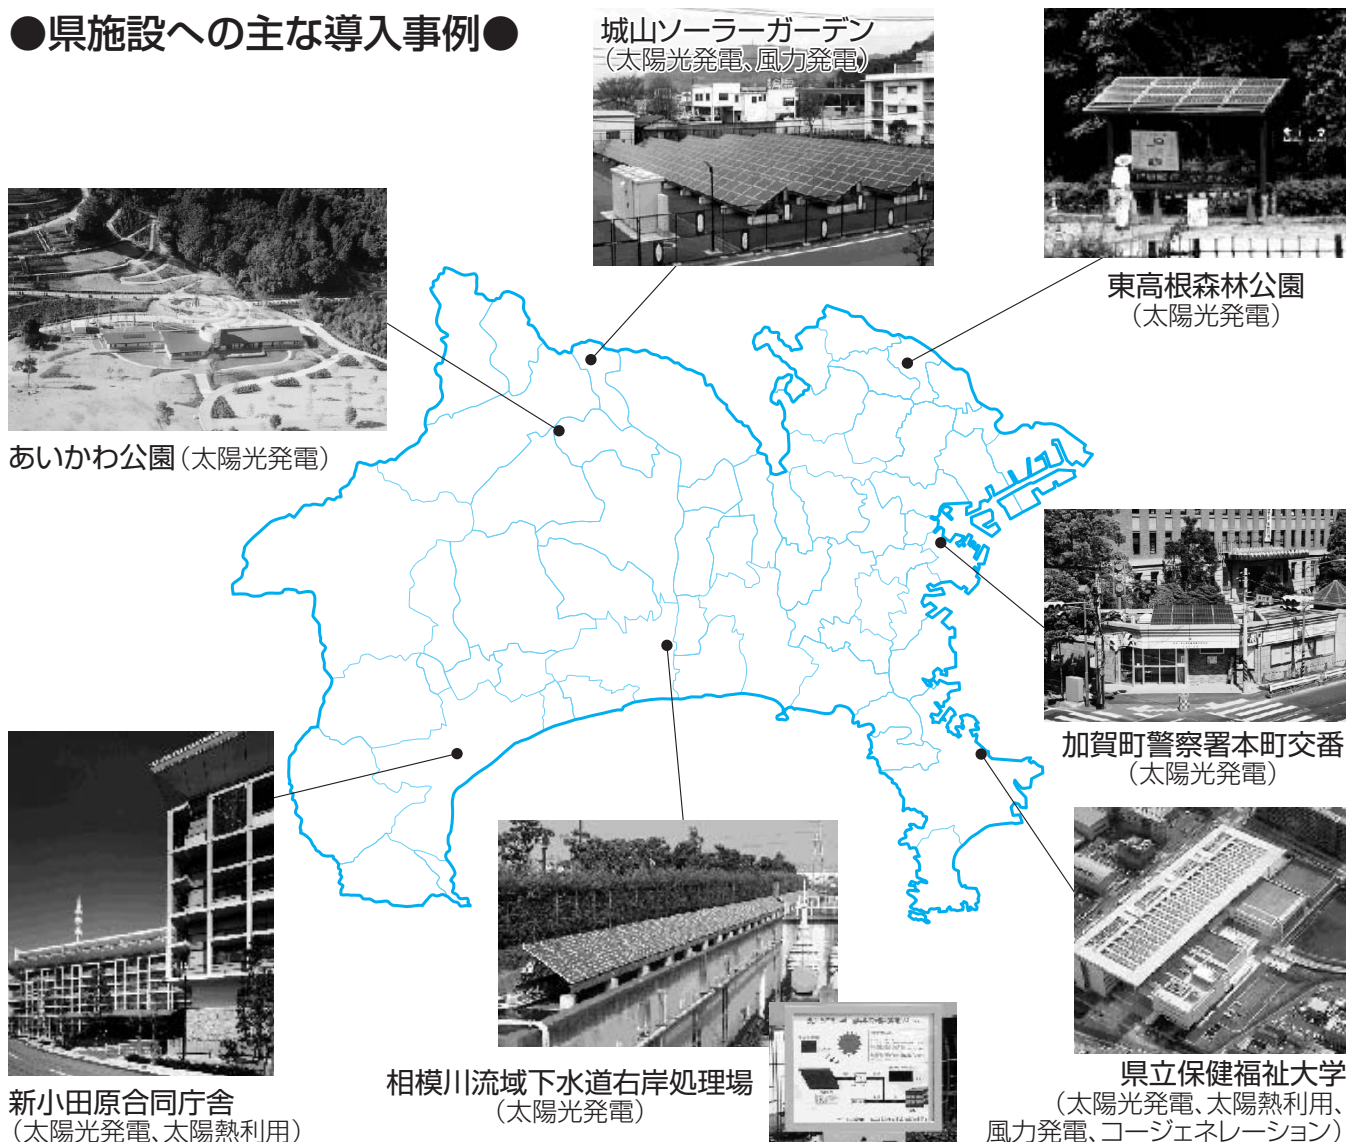 ●県施設への主な導入事例●
城山ソーラーガーデン
(太陽光発電、風力発電)
東高根森林公園
(太陽光発電)
あいかわ公園(太陽光発電)
加賀町警察署本町交番
(太陽光発電)
新小田原合同庁舎
(太陽光発電、太陽熱利用)
相模川流域下水道右岸処理場
(太陽光発電)
県立保健福祉大学
(太陽光発電、太陽熱利用、
風力発電、コージェネレーション)